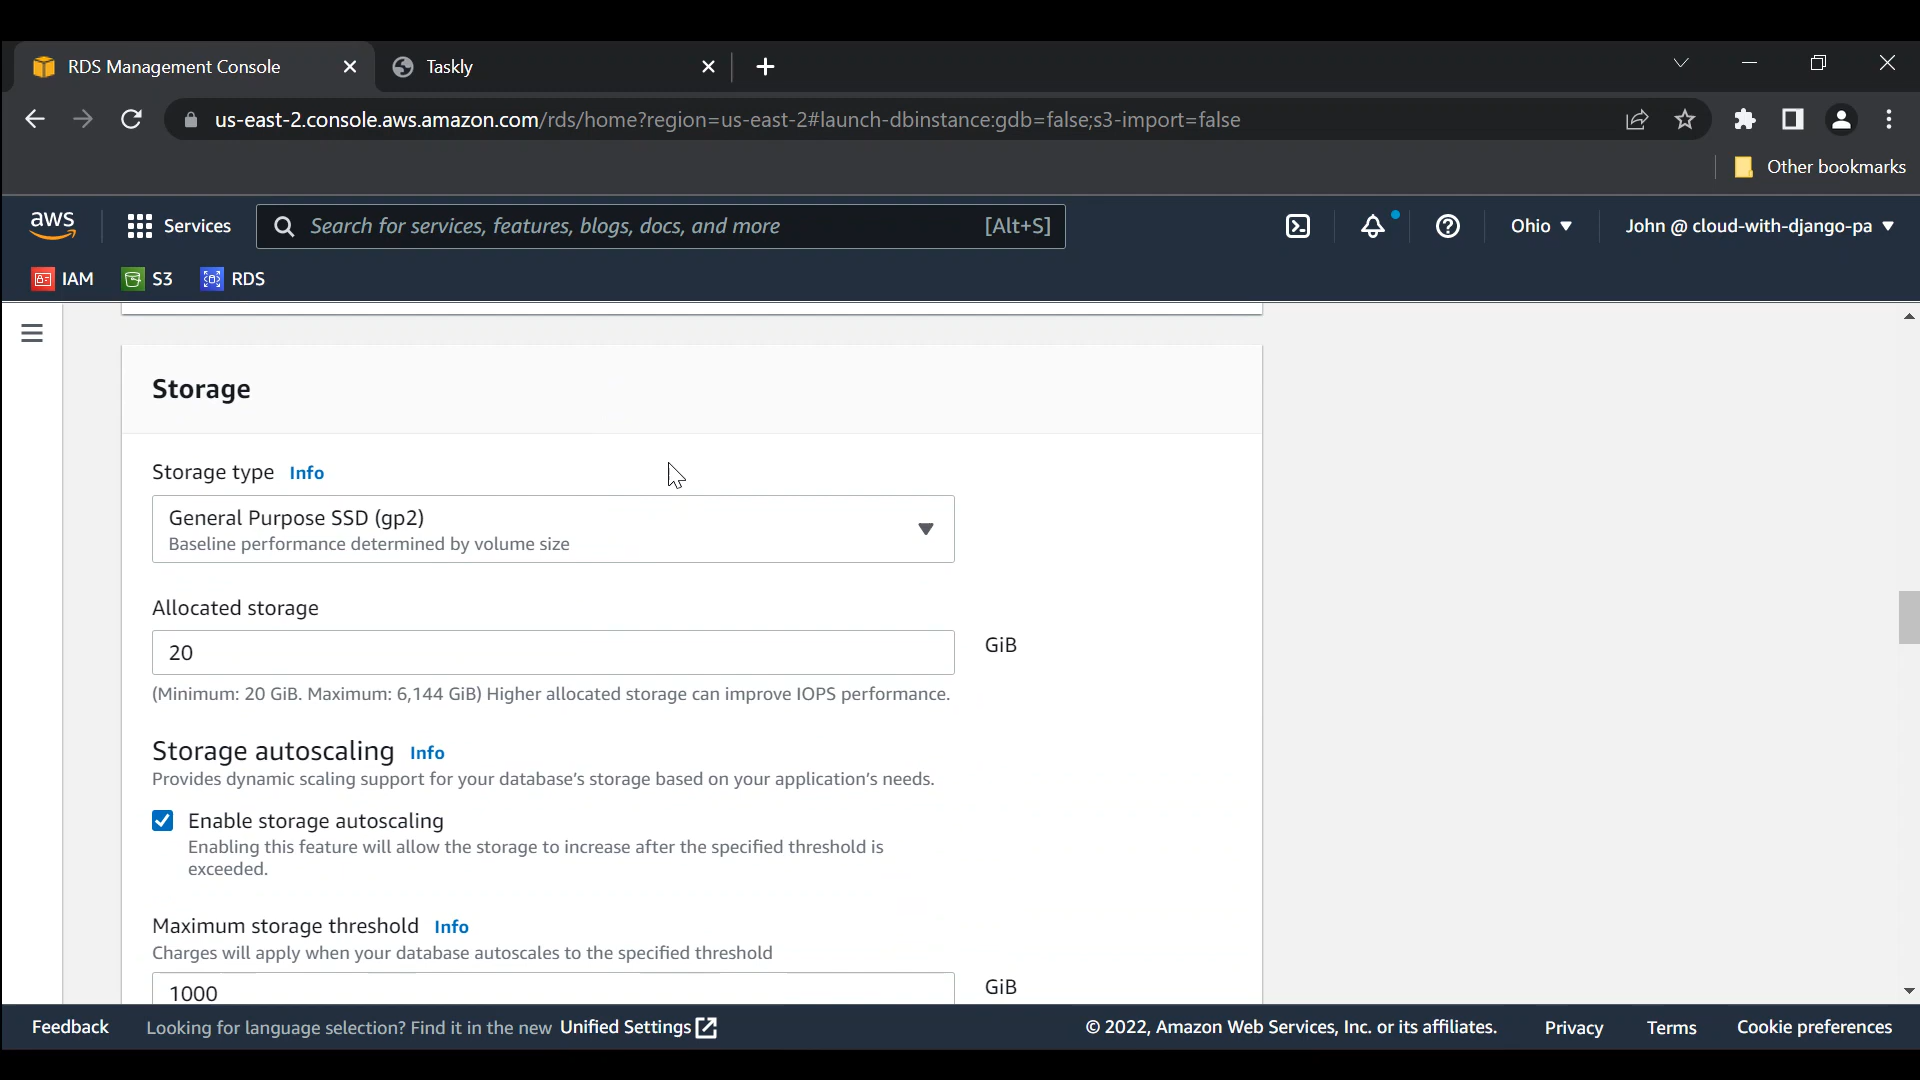 RDS Management Console
Taskly
us-east-2.console.aws.amazon.com/rds/home?region=us-east-2#launch-dbinstance:gdb=false;s3-import=false
Other bookmarks
aws
Services
Search for services, features, blogs, docs, and more
[Alt+S]
Ohio
John @ cloud-with-django-pa
IAM
S3
RDS
Storage
Storage type Info
General Purpose SSD (gp2)
Baseline performance determined by volume size
Allocated storage
20
GiB
(Minimum: 20 GiB. Maximum: 6,144 GiB) Higher allocated storage can improve IOPS performance.
Storage autoscaling Info
Provides dynamic scaling support for your database's storage based on your application's needs.
Enable storage autoscaling
Enabling this feature will allow the storage to increase after the specified threshold is
exceeded.
Maximum storage threshold Info
Charges will apply when your database autoscales to the specified threshold
1000
GiB
Feedback
Looking for language selection? Find it in the new Unified Settings
© 2022, Amazon Web Services, Inc. or its affiliates.
Privacy
Terms
Cookie preferences